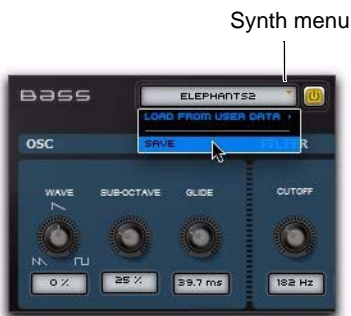 Synth menu
BASS
ELEPHANTS2
LOAD FROM USER DATA
SAVE
OSC
FILTER
WAVE SUB-OCTAVE GLIDE CUTOFF
0 % 25 % 39.7 ms 182 Hz